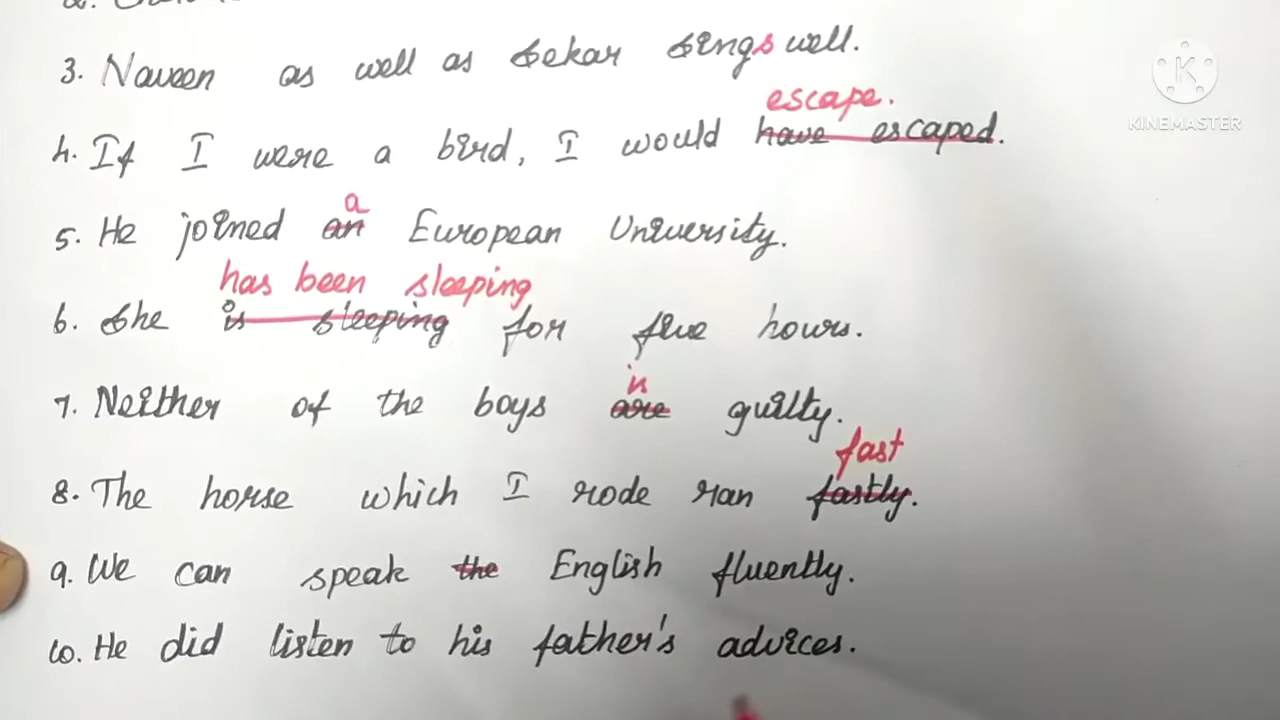 3. Naveen as well as Sekar sings well.
escape.
4. If I were a bird, I would have escaped.
a
5. He joined an European University.
has been sleeping
6. She is sleeping for five hours.
is
7. Neither of the boys are guilty.
fast
8. The horse which I rode ran fastly.
9. We can speak the English fluently.
10. He did listen to his father's advices.
K
KINEMASTER